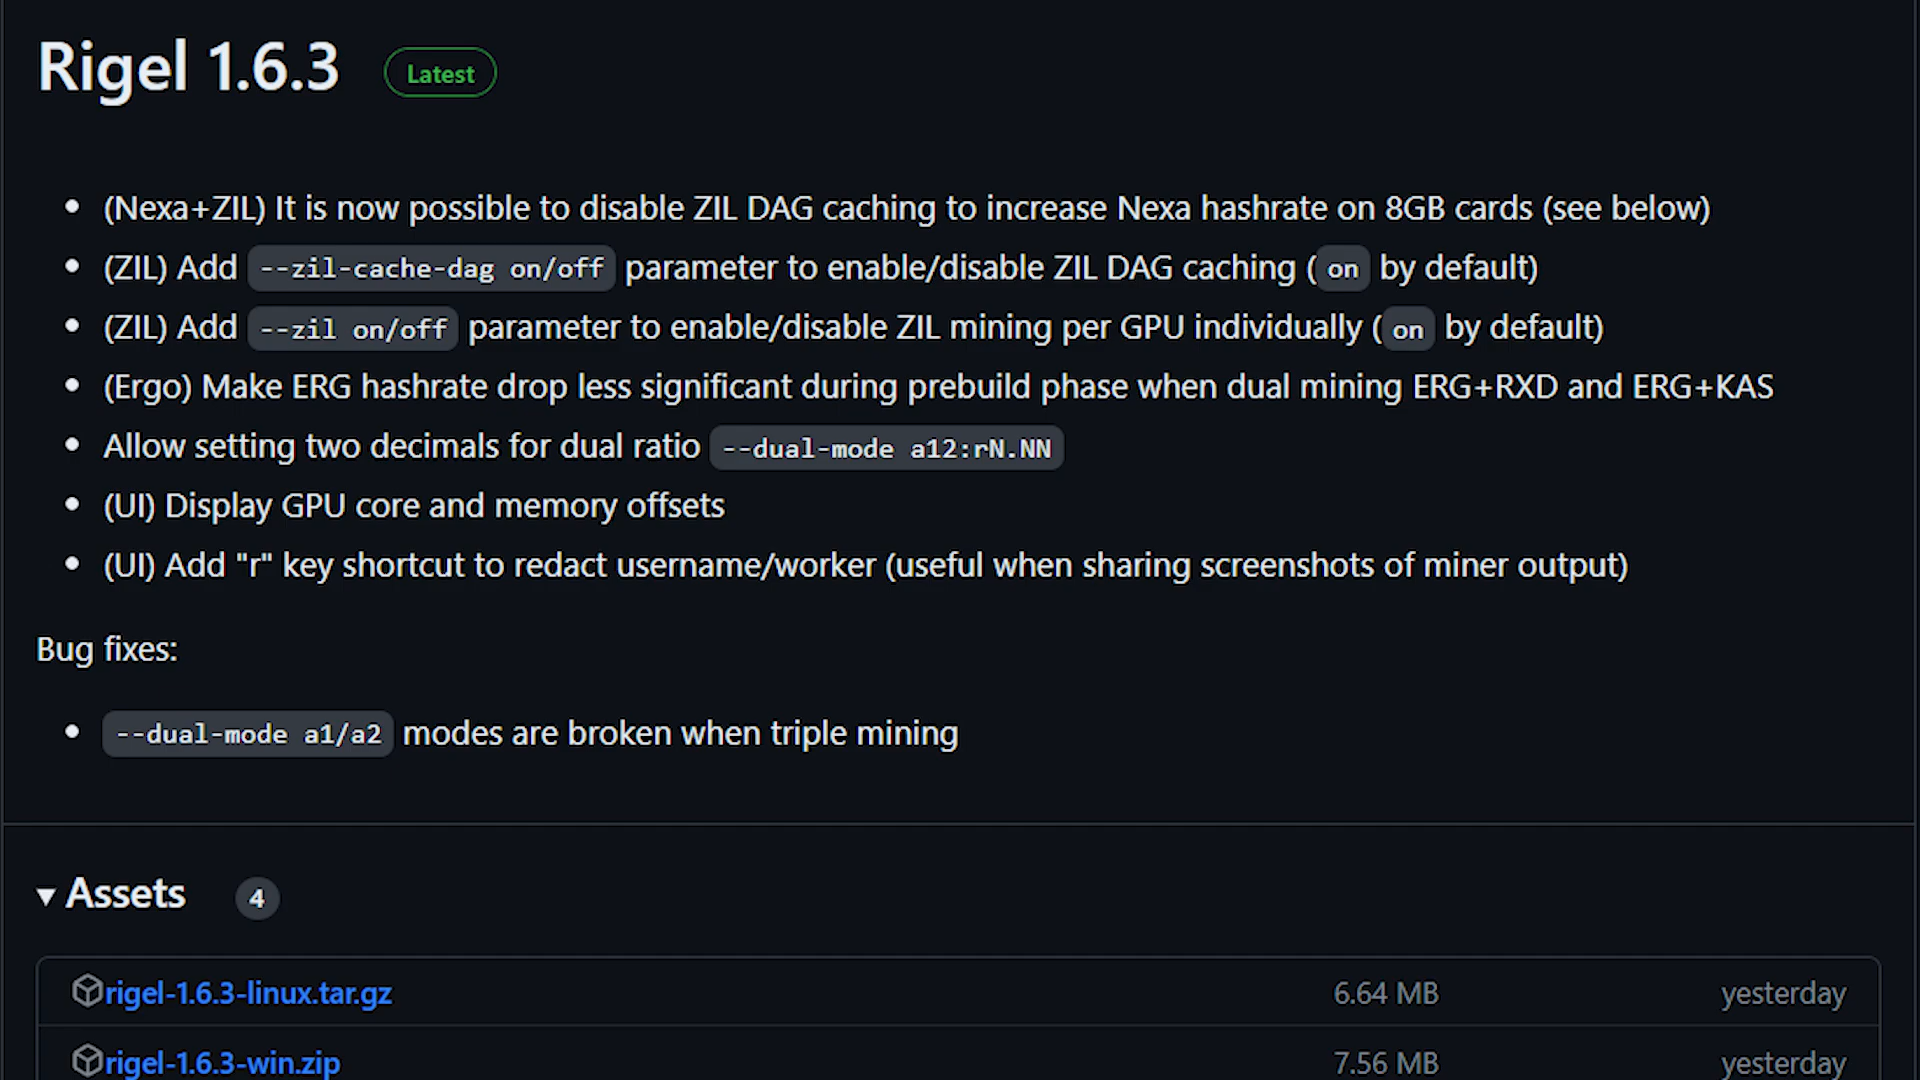 Rigel 1.6.3 Latest
(Nexa+ZIL) It is now possible to disable ZIL DAG caching to increase Nexa hashrate on 8GB cards (see below)
(ZIL) Add --zil-cache-dag on/off parameter to enable/disable ZIL DAG caching (on by default)
(ZIL) Add --zil on/off parameter to enable/disable ZIL mining per GPU individually (on by default)
(Ergo) Make ERG hashrate drop less significant during prebuild phase when dual mining ERG+RXD and ERG+KAS
Allow setting two decimals for dual ratio --dual-mode a12:rN.NN
(UI) Display GPU core and memory offsets
(UI) Add "r" key shortcut to redact username/worker (useful when sharing screenshots of miner output)
Bug fixes:
--dual-mode a1/a2 modes are broken when triple mining
Assets 4
rigel-1.6.3-linux.tar.gz 6.64 MB yesterday
rigel-1.6.3-win.zip 7.56 MB yesterday